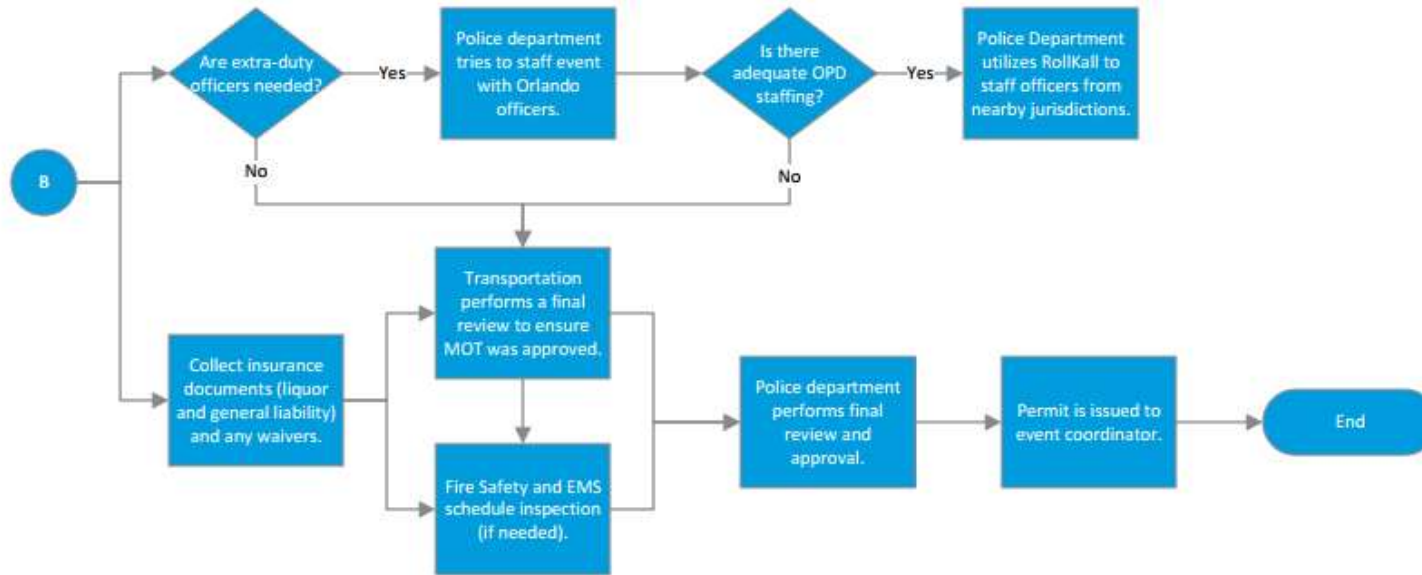 Are extra-duty
officers needed?
Yes
Police department
tries to staff event
with Orlando
officers.
Is there
adequate OPD
staffing?
Yes
Police Department
utilizes RollKall to
staff officers from
nearby jurisdictions.
No
No
B
Transportation
performs a final
review to ensure
MOT was approved.
Collect insurance
documents (liquor
and general liability)
and any waivers.
Police department
performs final
review and
approval.
Permit is issued to
event coordinator.
End
Fire Safety and EMS
schedule inspection
(if needed).